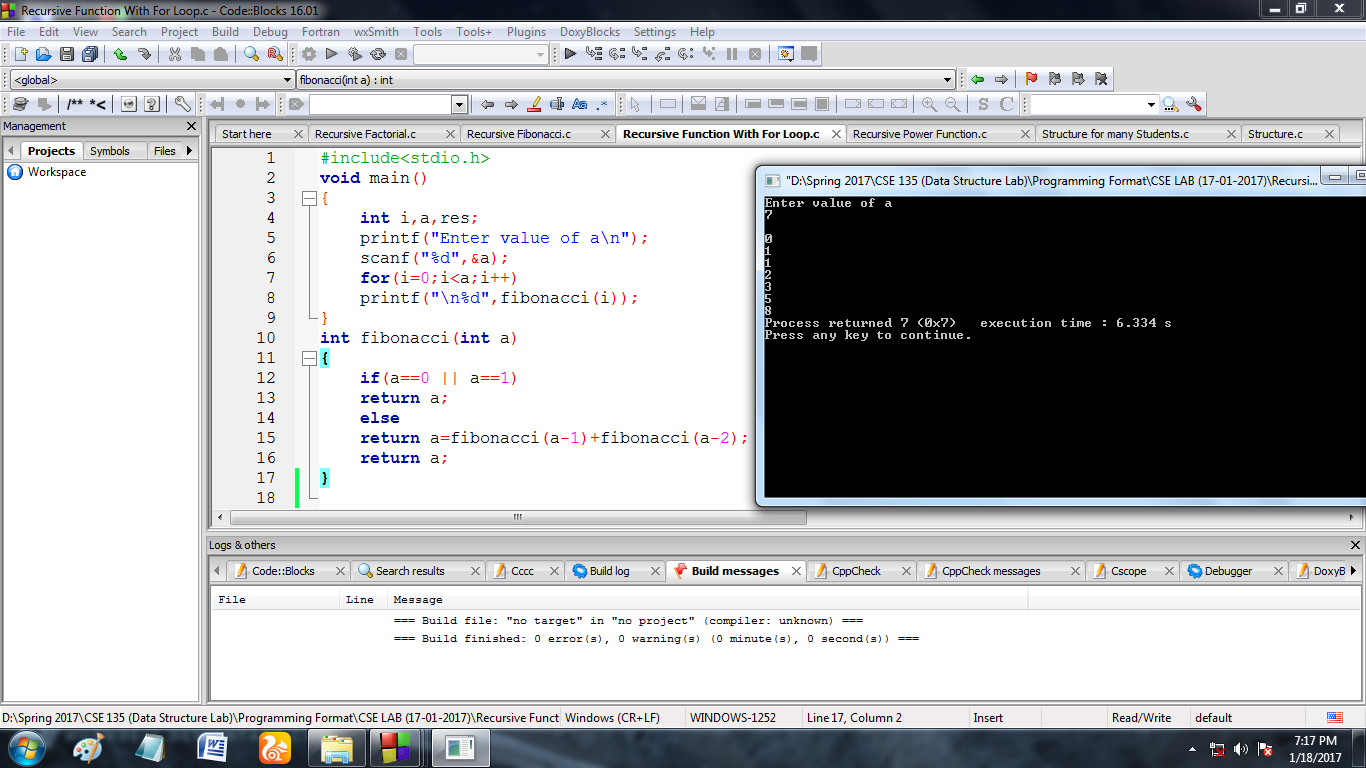 Recursive Function With For Loop.c - Code::Blocks 16.01
File Edit View Search Project Build Debug Fortran wxSmith Tools Tools+ Plugins DoxyBlocks Settings Help
<global> fibonacci(int a) : int
/** *<
S C
Management
Projects Symbols Files
Workspace
Start here Recursive Factorial.c Recursive Fibonacci.c Recursive Function With For Loop.c Recursive Power Function.c Structure for many Students.c Structure.c
1 #include<stdio.h>
2 void main()
3 {
4 int i,a,res;
5 printf("Enter value of a\n");
6 scanf("%d",&a);
7 for(i=0;i<a;i++)
8 printf("\n%d",fibonacci(i));
9 }
10 int fibonacci(int a)
11 {
12 if(a==0 || a==1)
13 return a;
14 else
15 return a=fibonacci(a-1)+fibonacci(a-2);
16 return a;
17 }
18
"D:\Spring 2017\CSE 135 (Data Structure Lab)\Programming Format\CSE LAB (17-01-2017)\Recursi...
Enter value of a
7
0
1
1
2
3
5
8
Process returned 7 (0x7) execution time : 6.334 s
Press any key to continue.
Logs & others
Code::Blocks Search results Cccc Build log Build messages CppCheck CppCheck messages Cscope Debugger DoxyB
File Line Message
=== Build file: "no target" in "no project" (compiler: unknown) ===
=== Build finished: 0 error(s), 0 warning(s) (0 minute(s), 0 second(s)) ===
D:\Spring 2017\CSE 135 (Data Structure Lab)\Programming Format\CSE LAB (17-01-2017)\Recursive Funct Windows (CR+LF) WINDOWS-1252 Line 17, Column 2 Insert Read/Write default
7:17 PM
1/18/2017